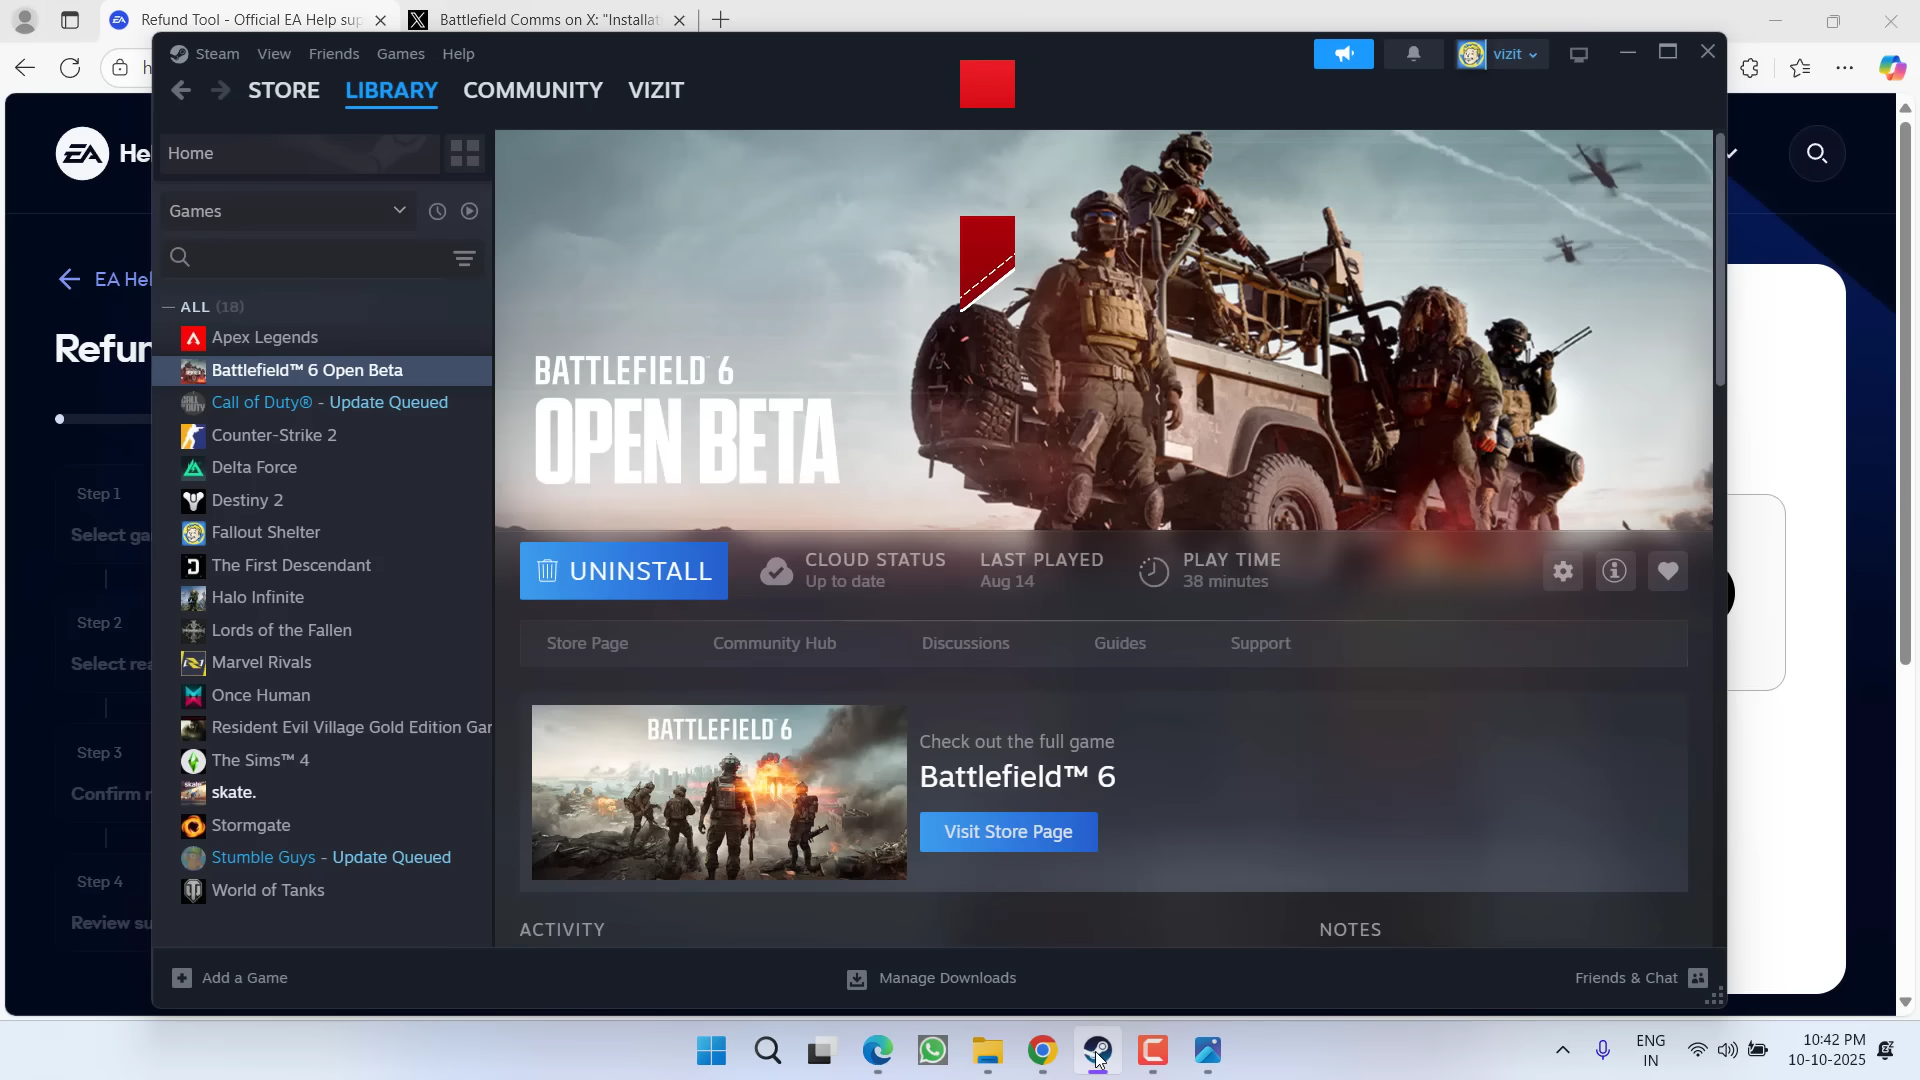 Refund Tool - Official EA Help sup
Battlefield Comms on X: "Installat
Steam View Friends Games Help
vizit
STORE LIBRARY COMMUNITY VIZIT
EA
Home
Games
EA Hel
ALL (18)
Apex Legends
Battlefield™ 6 Open Beta
Call of Duty® - Update Queued
Counter-Strike 2
Delta Force
Destiny 2
Fallout Shelter
The First Descendant
Halo Infinite
Lords of the Fallen
Marvel Rivals
Once Human
Resident Evil Village Gold Edition Gar
The Sims™ 4
skate.
Stormgate
Stumble Guys - Update Queued
World of Tanks
BATTLEFIELD™ 6
OPEN BETA
UNINSTALL
CLOUD STATUS
Up to date
LAST PLAYED
Aug 14
PLAY TIME
38 minutes
Store Page Community Hub Discussions Guides Support
BATTLEFIELD 6
Check out the full game
Battlefield™ 6
Visit Store Page
ACTIVITY
NOTES
Refun
Step 1
Select ga
Step 2
Select rea
Step 3
Confirm r
Step 4
Review su
Add a Game
Manage Downloads
Friends & Chat
ENG
IN
10:42 PM
10-10-2025